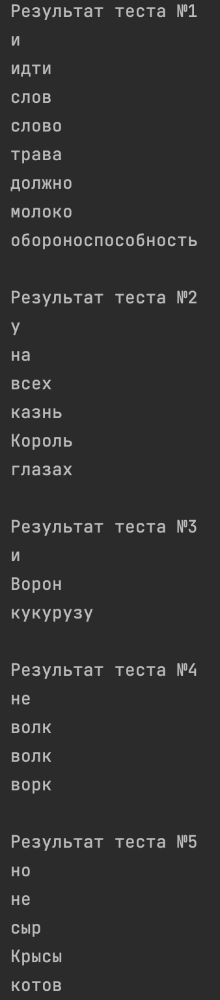 Результат теста №1
и
идти
слов
слово
трава
должно
молоко
обороноспособность
Результат теста №2
у
на
всех
казнь
Король
глазах
Результат теста №3
и
Ворон
кукурузу
Результат теста №4
не
волк
волк
ворк
Результат теста №5
но
не
сыр
Крысы
котов